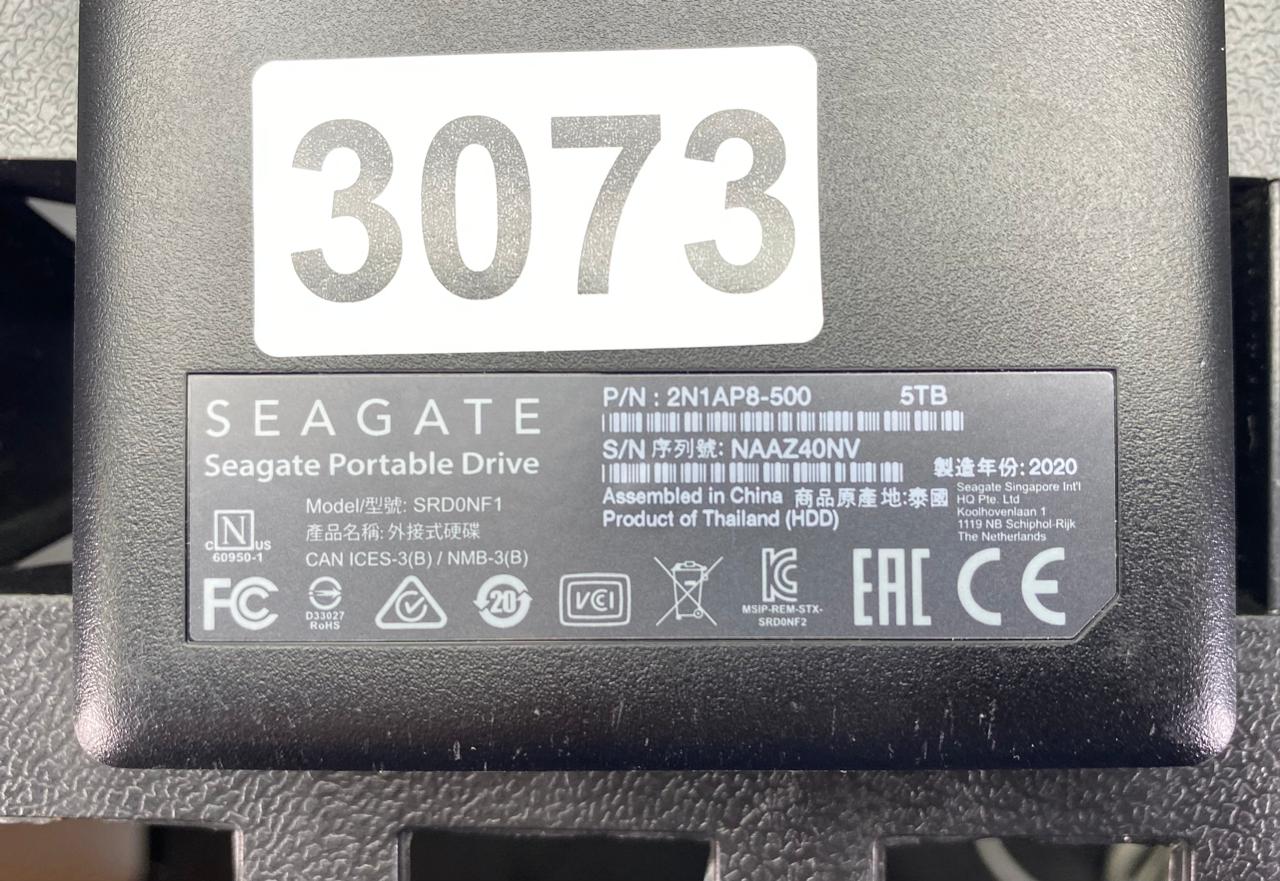 3073
SEAGATE
Seagate Portable Drive
Model/型號: SRD0NF1
產品名稱: 外接式硬碟
CAN ICES-3(B) / NMB-3(B)
N
c US
60950-1
P/N : 2N1AP8-500 5TB
S/N 序列號: NAAZ40NV
製造年份: 2020
Assembled in China 商品原產地:泰國
Product of Thailand (HDD)
Seagate Singapore Int'l
HQ Pte. Ltd
Koolhovenlaan 1
1119 NB Schiphol-Rijk
The Netherlands
FC
D33027
RoHS
20
VCI
MSIP-REM-STX-
SRD0NF2
EAC
CE